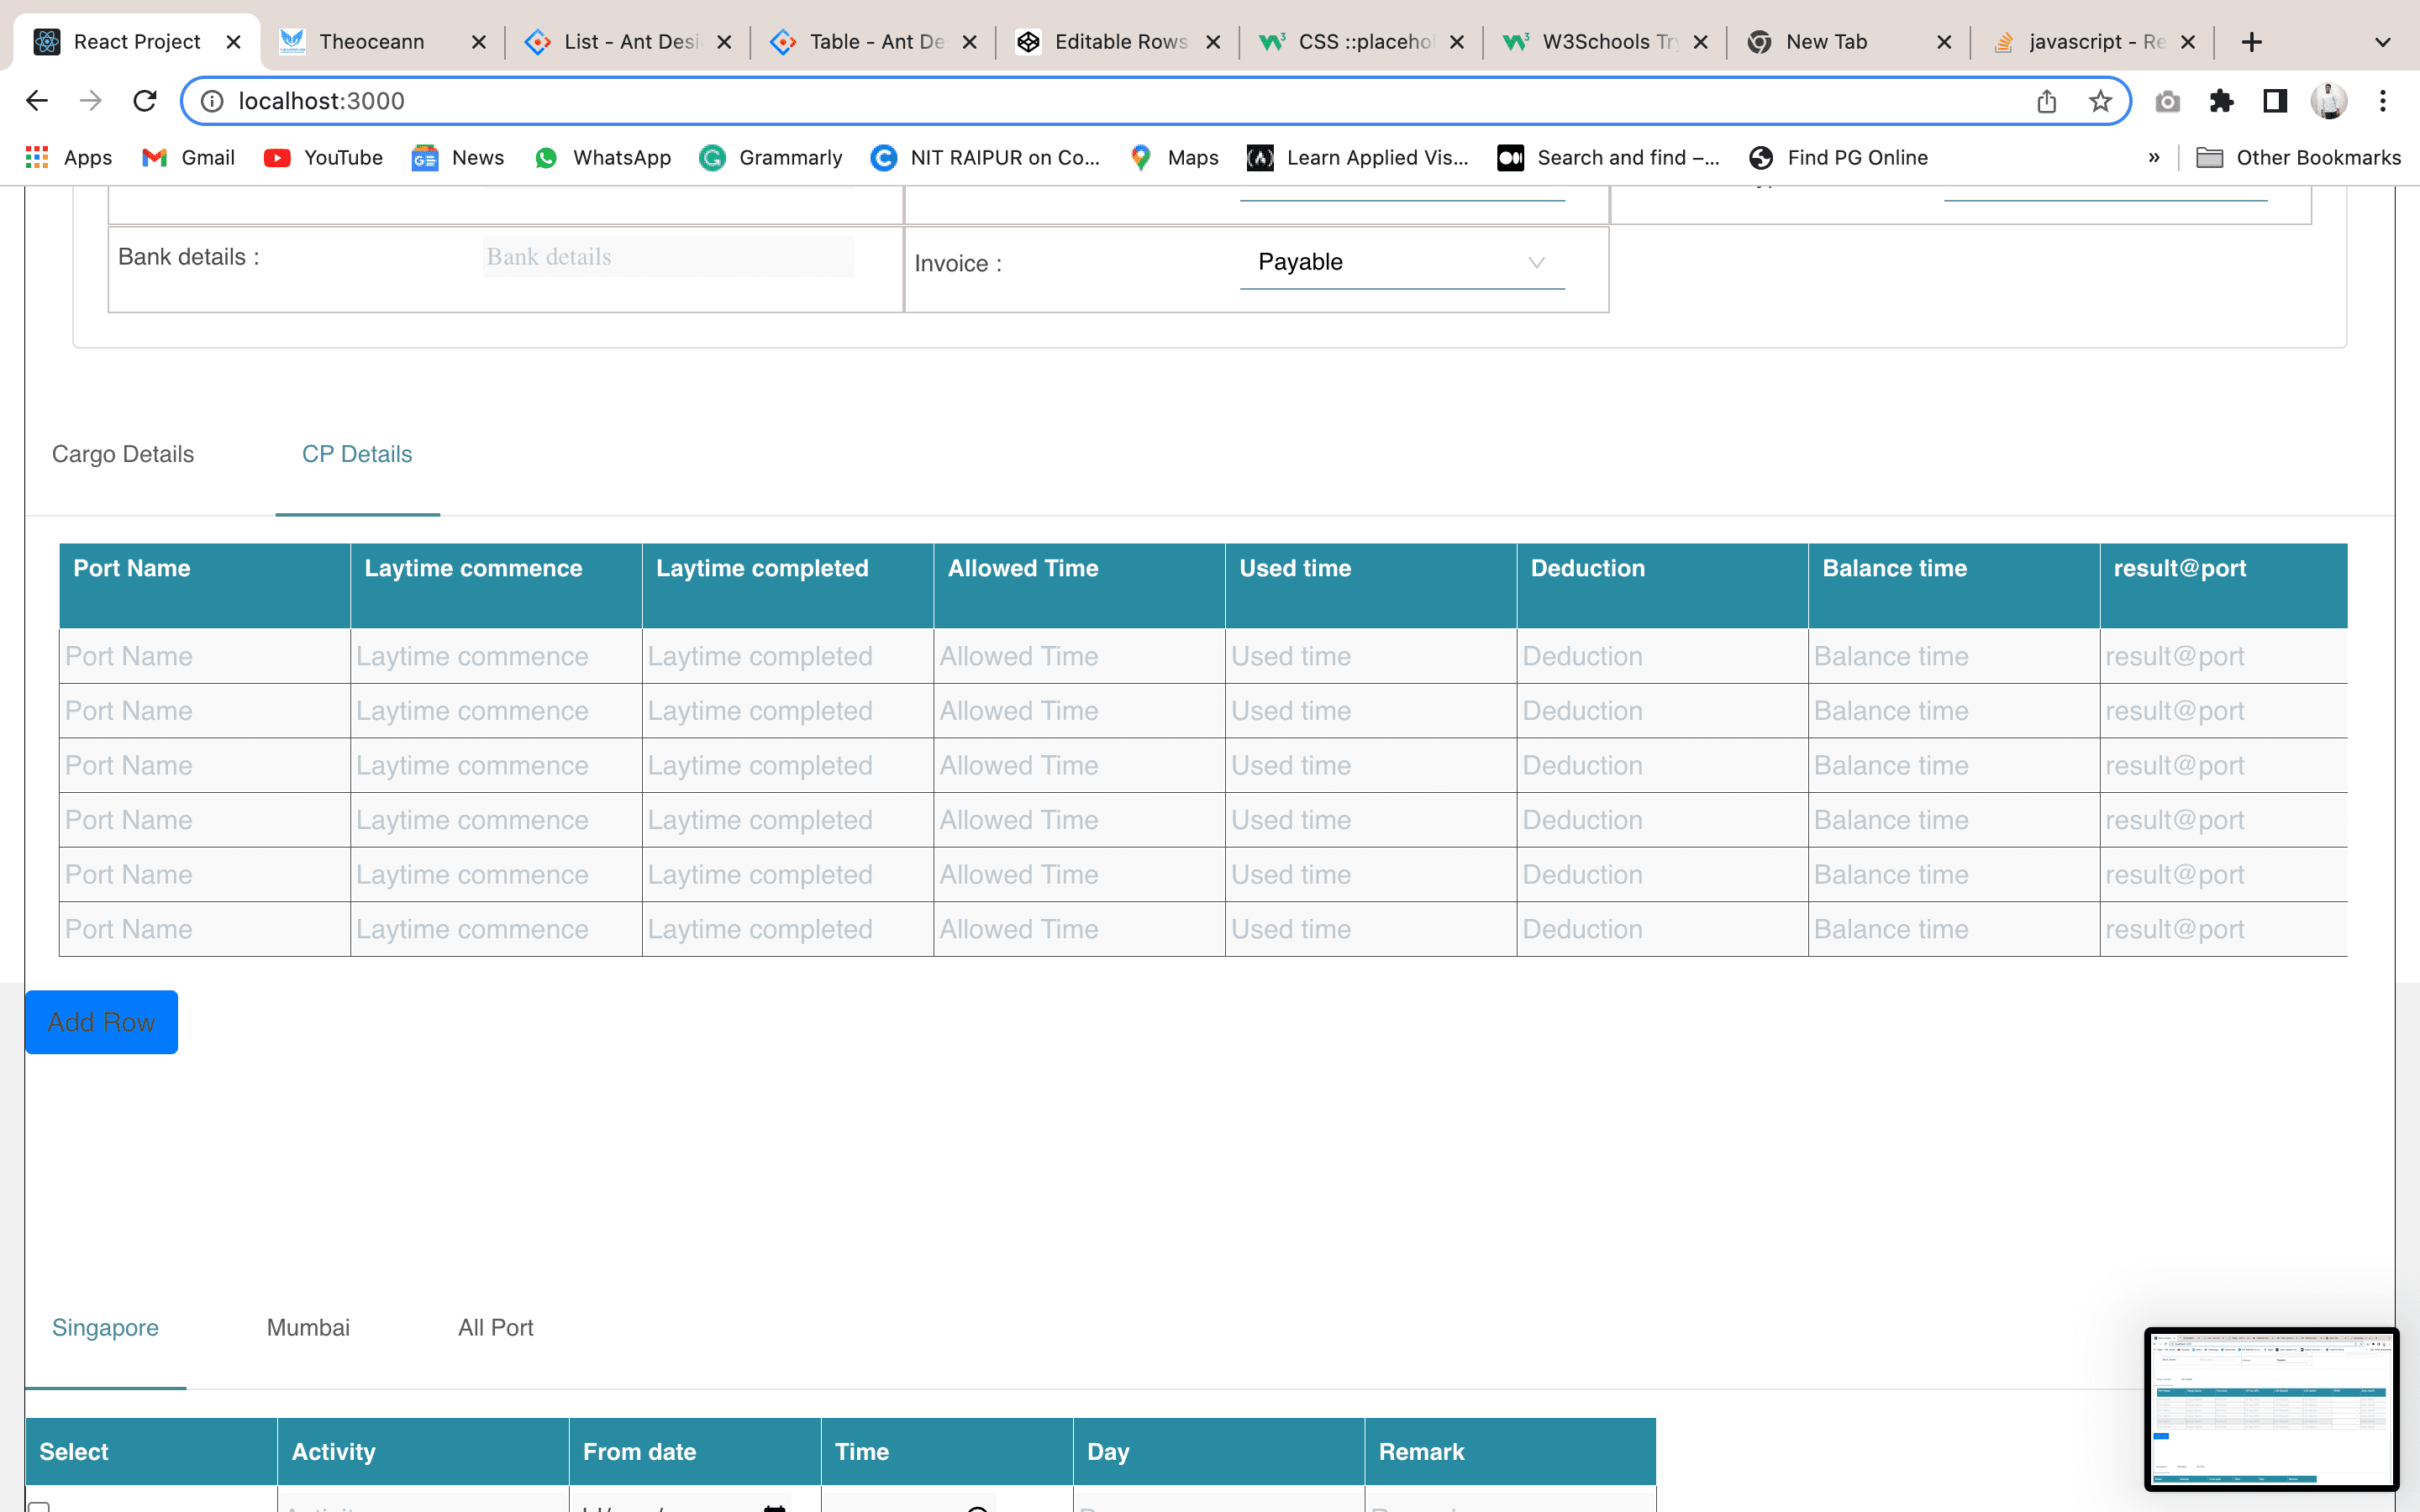 React Project Theoceann List - Ant Desi Table - Ant De Editable Rows CSS ::placehol W3Schools Try New Tab javascript - Re
localhost:3000
Apps Gmail YouTube News WhatsApp Grammarly NIT RAIPUR on Co... Maps Learn Applied Vis... Search and find –... Find PG Online » Other Bookmarks
Bank details : Bank details Invoice : Payable
Cargo Details CP Details
Port Name Laytime commence Laytime completed Allowed Time Used time Deduction Balance time result@port
Port Name Laytime commence Laytime completed Allowed Time Used time Deduction Balance time result@port
Port Name Laytime commence Laytime completed Allowed Time Used time Deduction Balance time result@port
Port Name Laytime commence Laytime completed Allowed Time Used time Deduction Balance time result@port
Port Name Laytime commence Laytime completed Allowed Time Used time Deduction Balance time result@port
Port Name Laytime commence Laytime completed Allowed Time Used time Deduction Balance time result@port
Port Name Laytime commence Laytime completed Allowed Time Used time Deduction Balance time result@port
Add Row
Singapore Mumbai All Port
Select Activity From date Time Day Remark